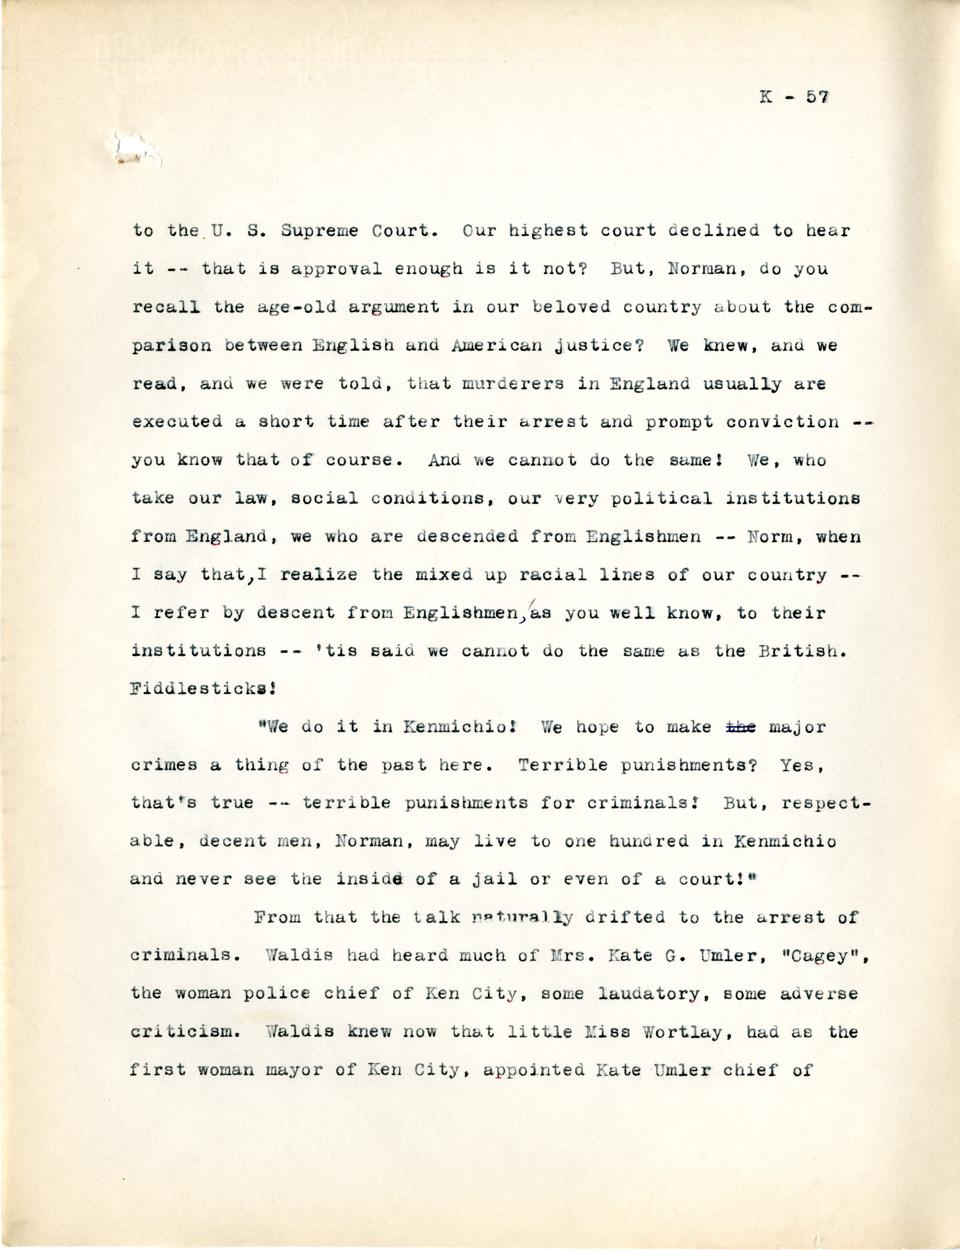 K - 57
to the U. S. Supreme Court. Our highest court declined to hear
it -- that is approval enough is it not? But, Norman, do you
recall the age-old argument in our beloved country about the com-
parison between English and American justice? We knew, and we
read, and we were told, that murderers in England usually are
executed a short time after their arrest and prompt conviction --
you know that of course. And we cannot do the same! We, who
take our law, social conditions, our very political institutions
from England, we who are descended from Englishmen -- Norm, when
I say that, I realize the mixed up racial lines of our country --
I refer by descent from Englishmen, as you well know, to their
institutions -- 'tis said we cannot do the same as the British.
Fiddlesticks!
"We do it in Kenmichio! We hope to make the major
crimes a thing of the past here. Terrible punishments? Yes,
that's true -- terrible punishments for criminals! But, respect-
able, decent men, Norman, may live to one hundred in Kenmichio
and never see the inside of a jail or even of a court!"
From that the talk naturally drifted to the arrest of
criminals. Waldis had heard much of Mrs. Kate G. Umler, "Cagey",
the woman police chief of Ken City, some laudatory, some adverse
criticism. Waldis knew now that little Miss Wortlay, had as the
first woman mayor of Ken City, appointed Kate Umler chief of